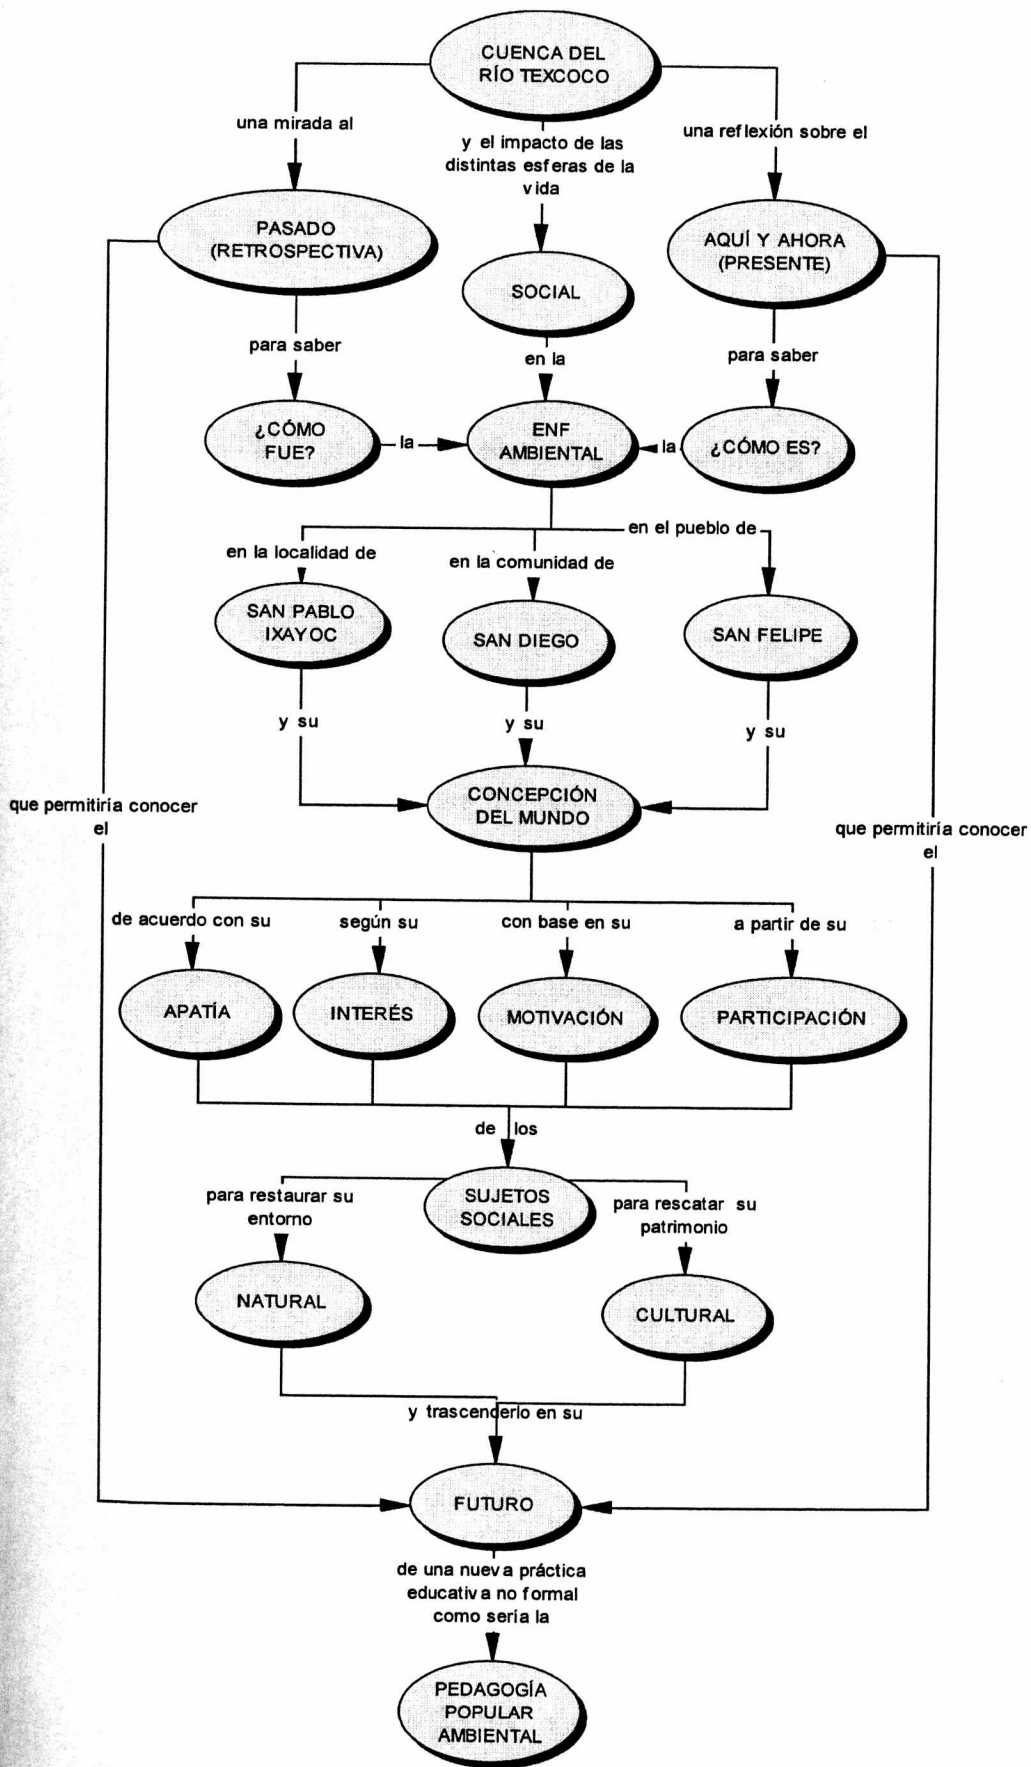 CUENCA DEL
RÍO TEXCOCO
una mirada al
y el impacto de las
distintas esferas de la
vida
una reflexión sobre el
PASADO
(RETROSPECTIVA)
SOCIAL
AQUÍ Y AHORA
(PRESENTE)
para saber
en la
para saber
¿CÓMO
FUE?
la
ENF
AMBIENTAL
la
¿CÓMO ES?
en la localidad de
en la comunidad de
en el pueblo de
SAN PABLO
IXAYOC
SAN DIEGO
SAN FELIPE
y su
y su
y su
CONCEPCIÓN
DEL MUNDO
que permitiría conocer
el
que permitiría conocer
el
de acuerdo con su
según su
con base en su
a partir de su
APATÍA
INTERÉS
MOTIVACIÓN
PARTICIPACIÓN
de los
SUJETOS
SOCIALES
para restaurar su
entorno
para rescatar su
patrimonio
NATURAL
CULTURAL
y trascenderlo en su
FUTURO
de una nueva práctica
educativa no formal
como sería la
PEDAGOGÍA
POPULAR
AMBIENTAL